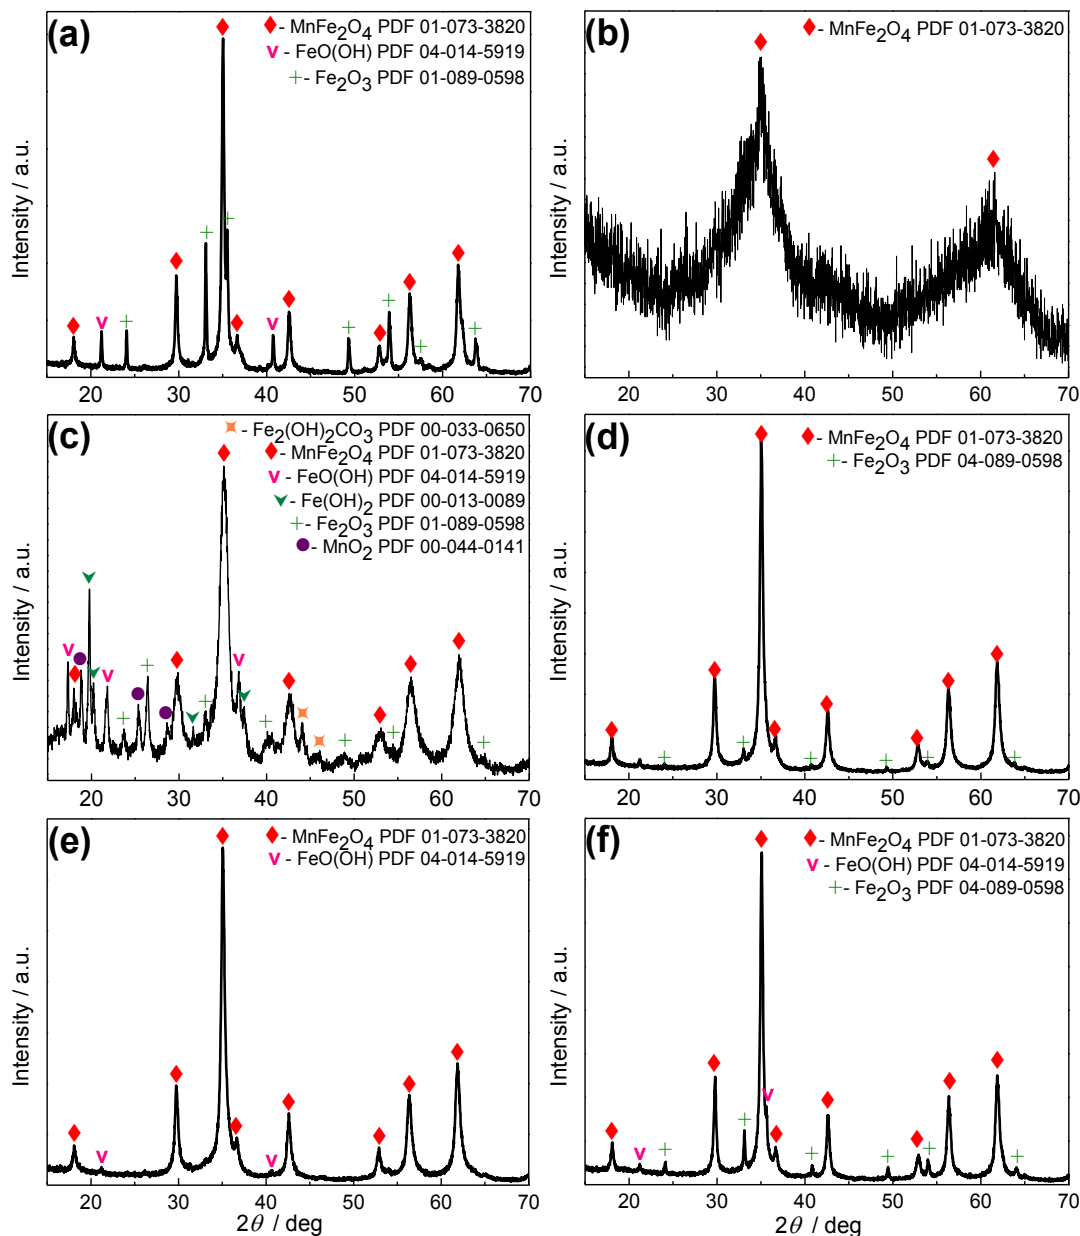 (a)
- MnFe2O4 PDF 01-073-3820
v - FeO(OH) PDF 04-014-5919
+ - Fe2O3 PDF 01-089-0598
Intensity / a.u.
v
v
20 30 40 50 60 70
(b)
- MnFe2O4 PDF 01-073-3820
Intensity / a.u.
20 30 40 50 60 70
(c)
- Fe2(OH)2CO3 PDF 00-033-0650
- MnFe2O4 PDF 01-073-3820
v - FeO(OH) PDF 04-014-5919
- Fe(OH)2 PDF 00-013-0089
+ - Fe2O3 PDF 01-089-0598
- MnO2 PDF 00-044-0141
Intensity / a.u.
v
v
v
20 30 40 50 60 70
(d)
- MnFe2O4 PDF 01-073-3820
+ - Fe2O3 PDF 04-089-0598
Intensity / a.u.
20 30 40 50 60 70
(e)
- MnFe2O4 PDF 01-073-3820
v - FeO(OH) PDF 04-014-5919
Intensity / a.u.
v
v
20 30 40 50 60 70
2θ / deg
(f)
- MnFe2O4 PDF 01-073-3820
v - FeO(OH) PDF 04-014-5919
+ - Fe2O3 PDF 04-089-0598
Intensity / a.u.
v
v
20 30 40 50 60 70
2θ / deg